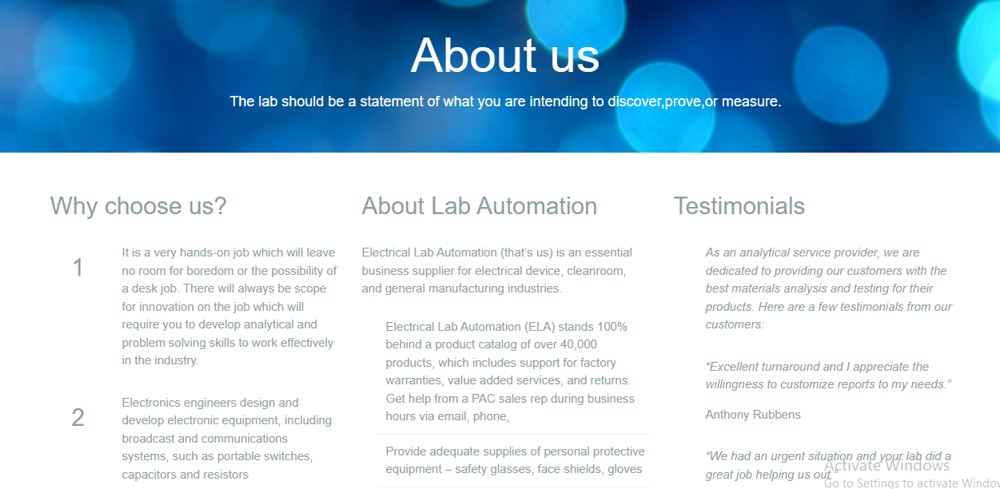 About us
The lab should be a statement of what you are intending to discover,prove,or measure.
Why choose us?
1
It is a very hands-on job which will leave
no room for boredom or the possibility of
a desk job. There will always be scope
for innovation on the job which will
require you to develop analytical and
problem solving skills to work effectively
in the industry.
2
Electronics engineers design and
develop electronic equipment, including
broadcast and communications
systems, such as portable switches,
capacitors and resistors
About Lab Automation
Electrical Lab Automation (that’s us) is an essential
business supplier for electrical device, cleanroom,
and general manufacturing industries.
Electrical Lab Automation (ELA) stands 100%
behind a product catalog of over 40,000
products, which includes support for factory
warranties, value added services, and returns.
Get help from a PAC sales rep during business
hours via email, phone,
Provide adequate supplies of personal protective
equipment – safety glasses, face shields, gloves
Testimonials
As an analytical service provider, we are
dedicated to providing our customers with the
best materials analysis and testing for their
products. Here are a few testimonials from our
customers:
“Excellent turnaround and I appreciate the
willingness to customize reports to my needs.”
Anthony Rubbens
“We had an urgent situation and your lab did a
great job helping us out.”
Activate Windows
Go to Settings to activate Windo